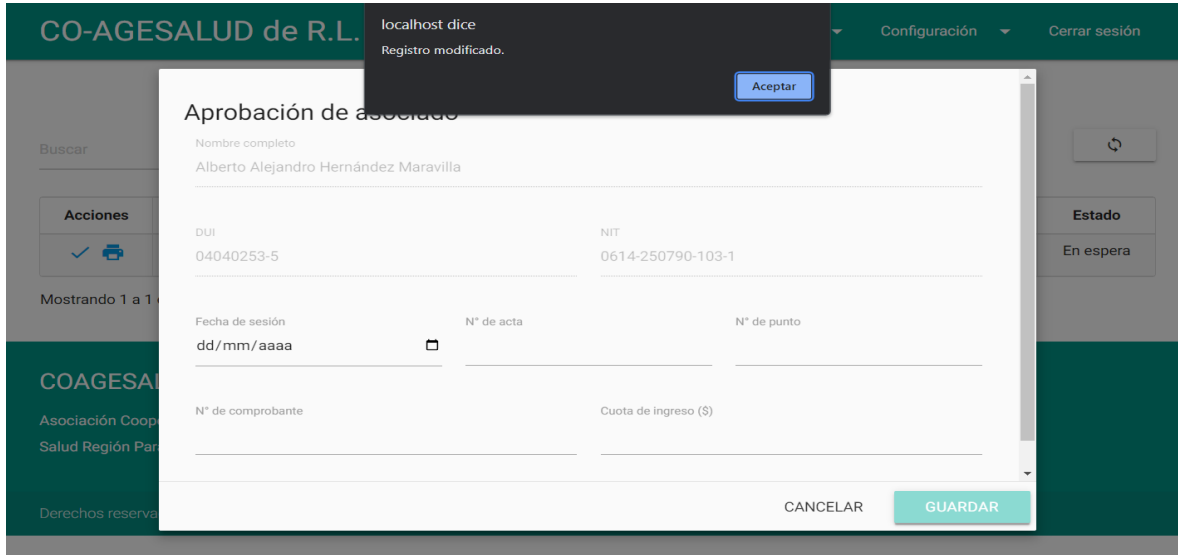 CO-AGESALUD de R.L.
localhost dice
Registro modificado.
Aceptar
Configuración
Cerrar sesión
Aprobación de asociado
Nombre completo
Alberto Alejandro Hernández Maravilla
Buscar
Acciones
Estado
DUI
04040253-5
NIT
0614-250790-103-1
En espera
Mostrando 1 a 1
Fecha de sesión
dd/mm/aaaa
N° de acta
N° de punto
COAGESAL
N° de comprobante
Cuota de ingreso ($)
Asociación Coop
Salud Región Par
CANCELAR
GUARDAR
Derechos reserva